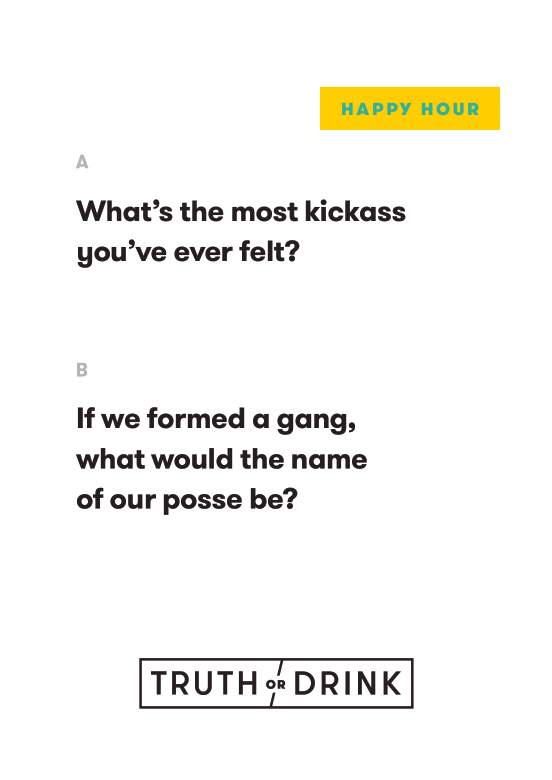 HAPPY HOUR
A
What’s the most kickass
you’ve ever felt?
B
If we formed a gang,
what would the name
of our posse be?
TRUTH OR DRINK